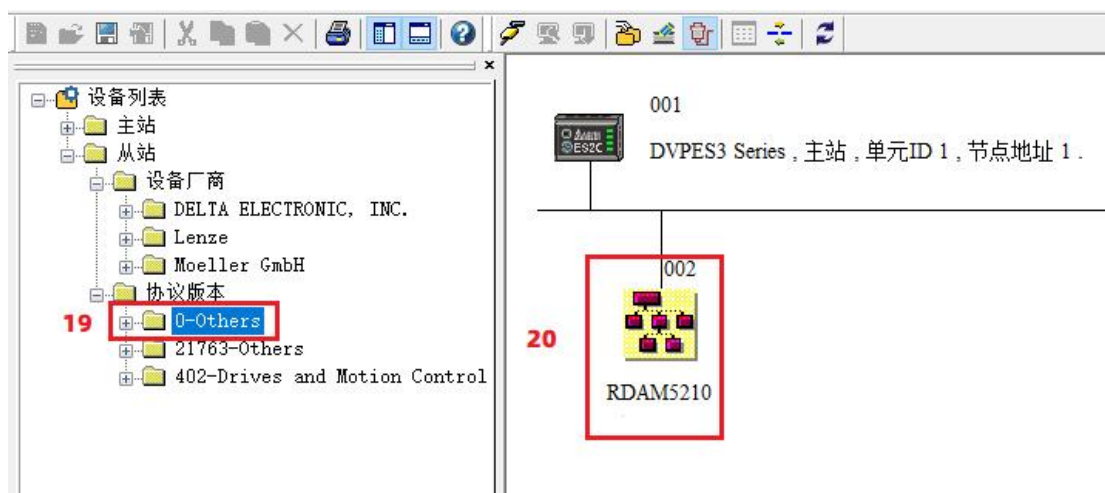 设备列表
主站
从站
设备厂商
DELTA ELECTRONIC, INC.
Lenze
Moeller GmbH
协议版本
19
0-Others
21763-Others
402-Drives and Motion Control
001
DVPES3 Series , 主站 , 单元ID 1 , 节点地址 1 .
ES2C
002
20
RDAM5210